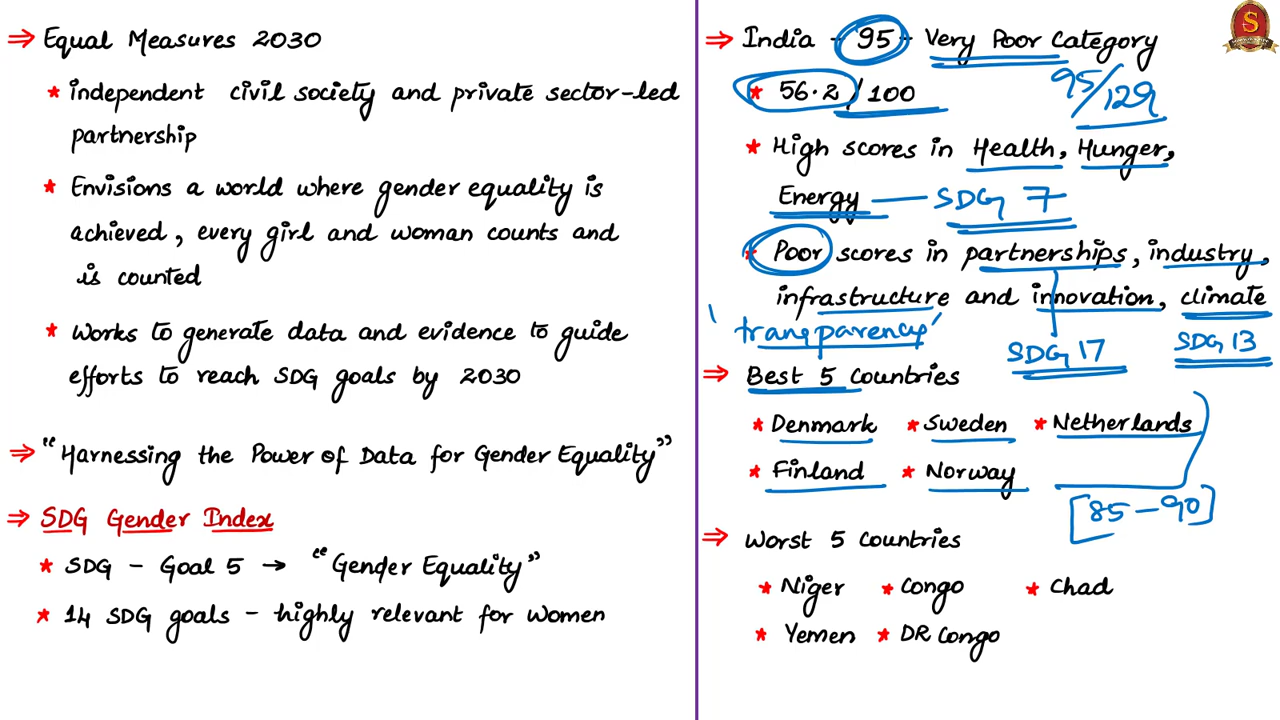 ⇒ Equal Measures 2030
* independent civil society and private sector-led
partnership
* Envisions a world where gender equality is
achieved, every girl and woman counts and
is counted
* Works to generate data and evidence to guide
efforts to reach SDG goals by 2030
⇒ "Harnessing the Power of Data for Gender Equality"
⇒ SDG Gender Index
* SDG - Goal 5 → "Gender Equality"
* 14 SDG goals - highly relevant for Women
⇒ India - 95 - Very Poor Category
* 56.2 / 100
95/129
* High scores in Health, Hunger,
Energy — SDG 7
* Poor scores in partnerships, industry,
infrastructure and innovation, climate
'transparency'
SDG 17
SDG 13
⇒ Best 5 Countries
* Denmark * Sweden * Netherlands
* Finland * Norway
[85-90]
⇒ Worst 5 Countries
* Niger * Congo * Chad
* Yemen * DR Congo
S